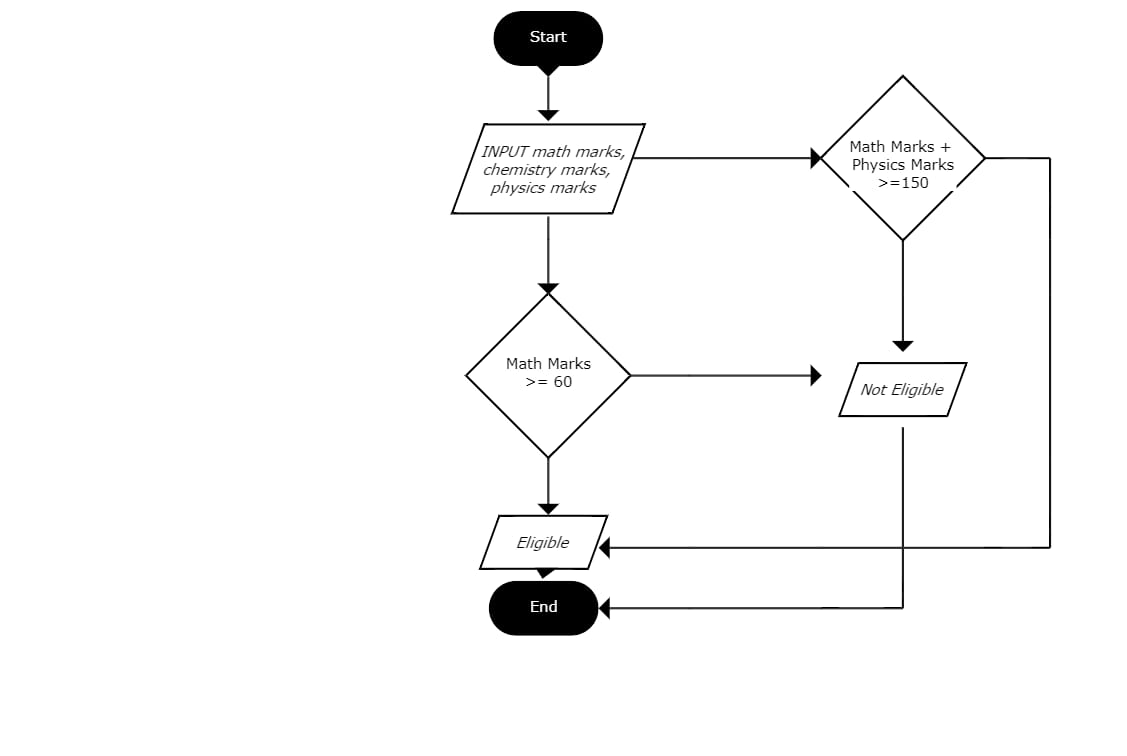 Start
INPUT math marks,
chemistry marks,
physics marks
Math Marks +
Physics Marks
>=150
Math Marks
>= 60
Not Eligible
Eligible
End